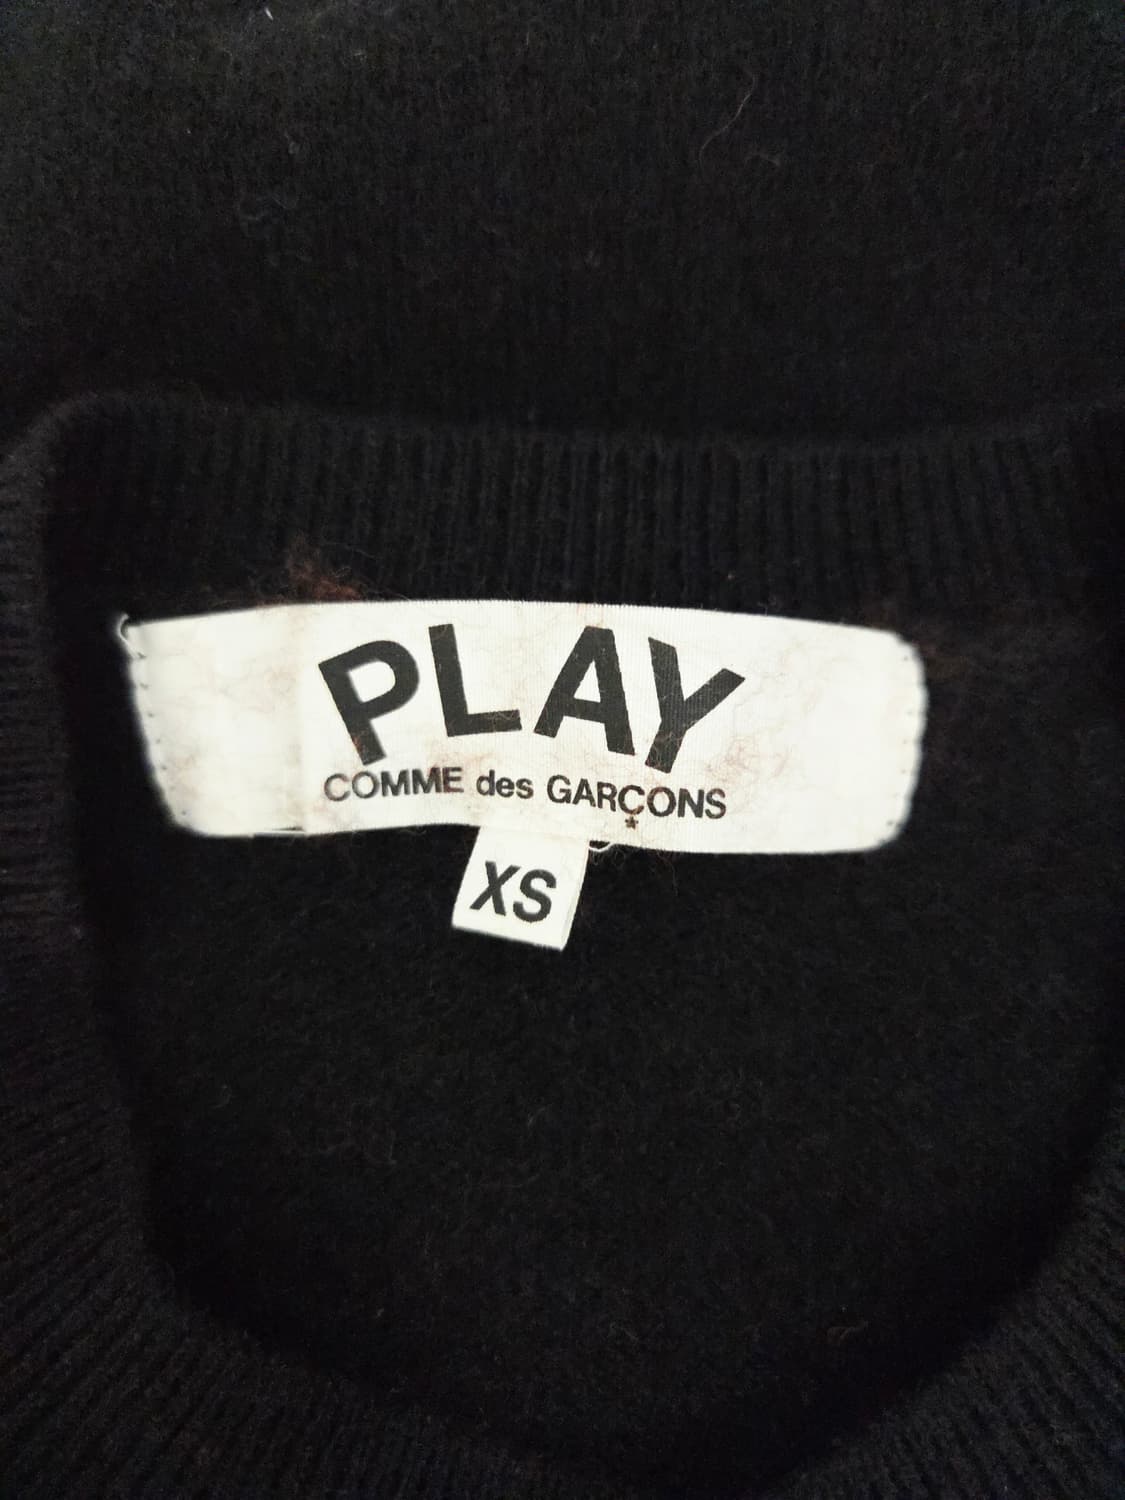 PLAY
COMME des GARÇONS
*
XS